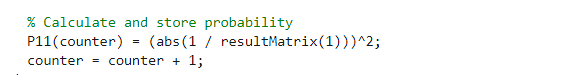 % Calculate and store probability
P11(counter) = (abs(1 / resultMatrix(1)))^2;
counter = counter + 1;